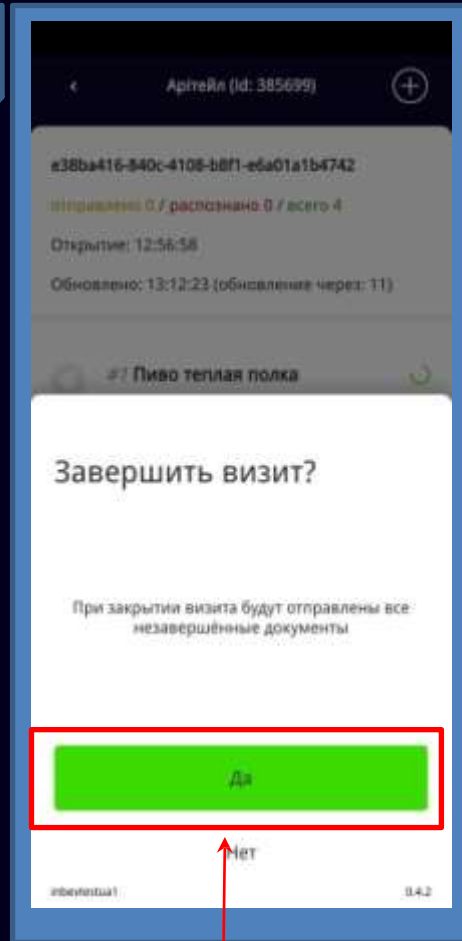 Арітейл (Id: 385699)
e38ba416-840c-4108-b8f1-e6a01a1b4742
отправлено 0 / распознано 0 / всего 4
Открытие: 12:56:58
Обновлено: 13:12:23 (обновление через: 11)
#7 Пиво теплая полка
Завершить визит?
При закрытии визита будут отправлены все
незавершённые документы
Да
Нет
inbevtestua1 0.4.2